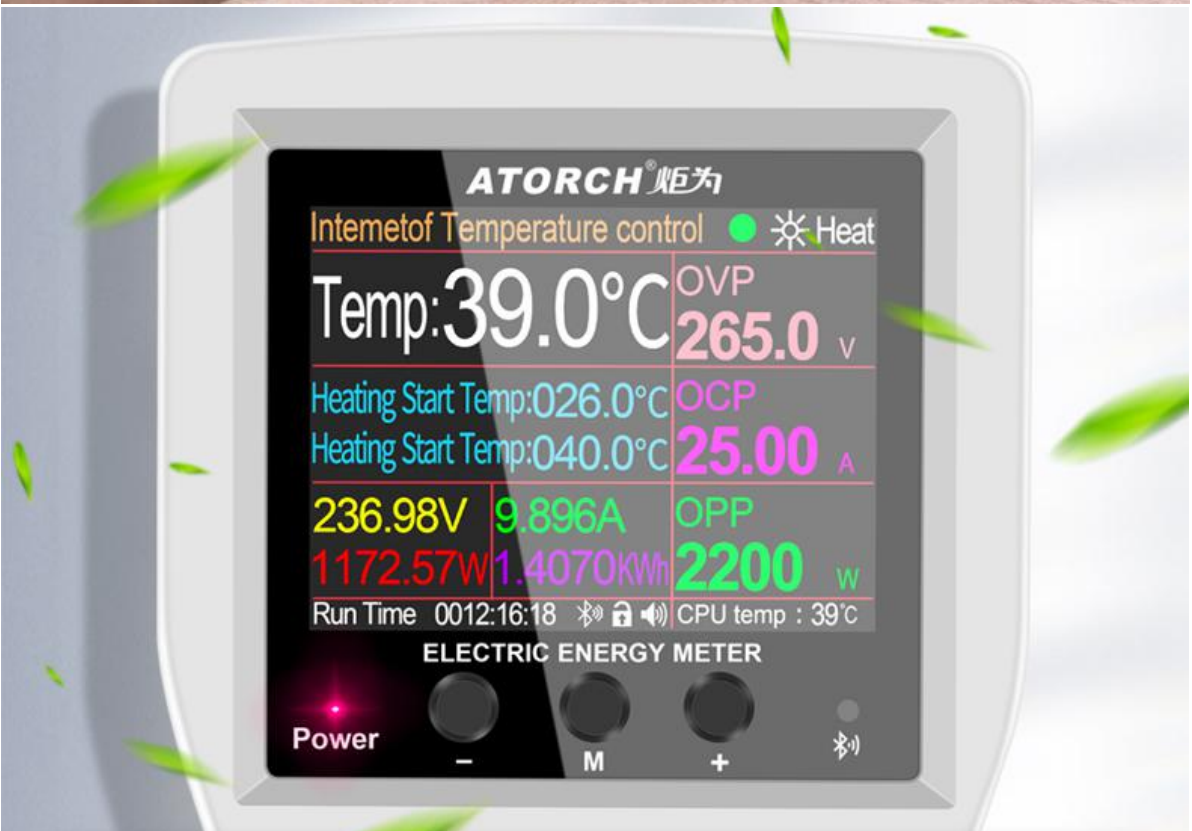 ATORCH®炬为
Internetof Temperature control Heat
Temp:39.0°C
OVP
265.0 V
Heating Start Temp:026.0°C
Heating Start Temp:040.0°C
OCP
25.00 A
236.98V 9.896A
1172.57W 1.4070KWh
OPP
2200 W
Run Time 0012:16:18 CPU temp : 39°C
ELECTRIC ENERGY METER
Power
− M +